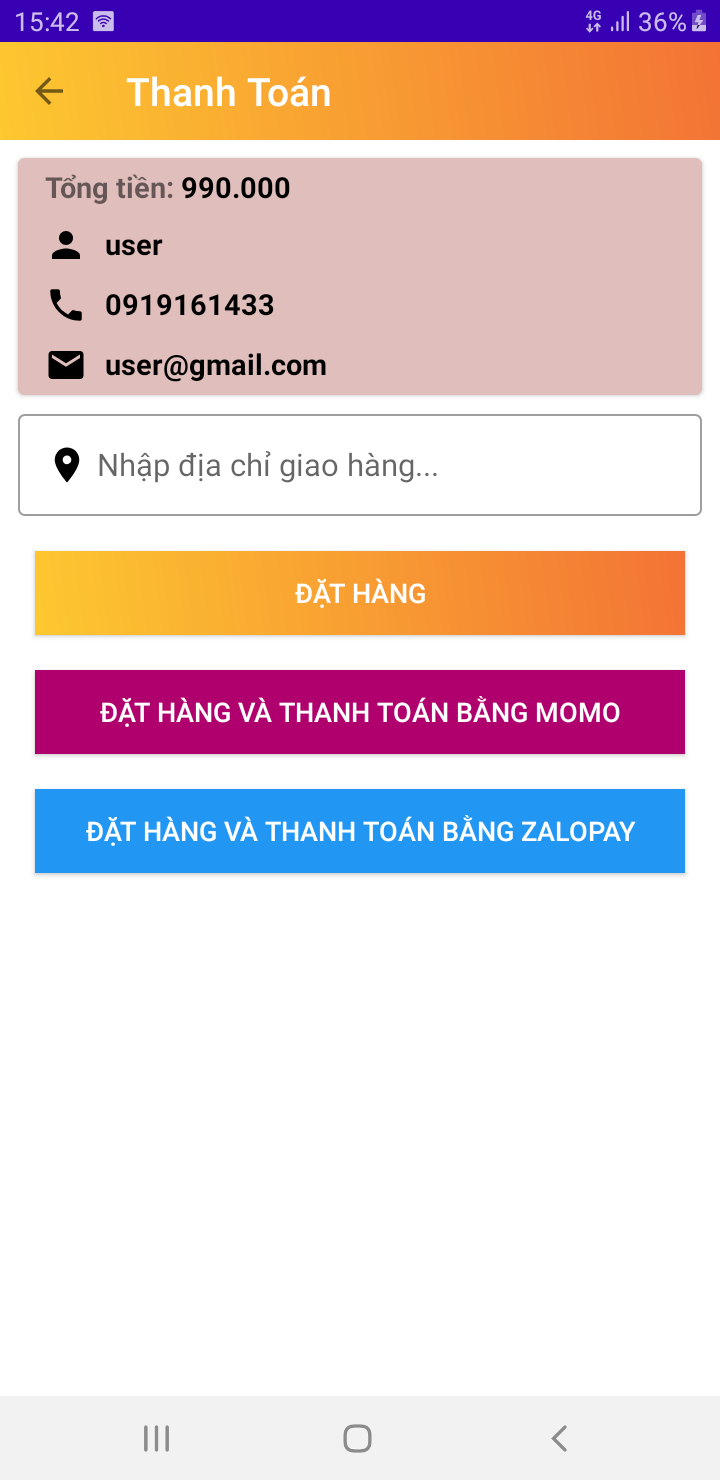 15:42
4G
36%
Thanh Toán
Tổng tiền: 990.000
user
0919161433
user@gmail.com
Nhập địa chỉ giao hàng...
ĐẶT HÀNG
ĐẶT HÀNG VÀ THANH TOÁN BẰNG MOMO
ĐẶT HÀNG VÀ THANH TOÁN BẰNG ZALOPAY